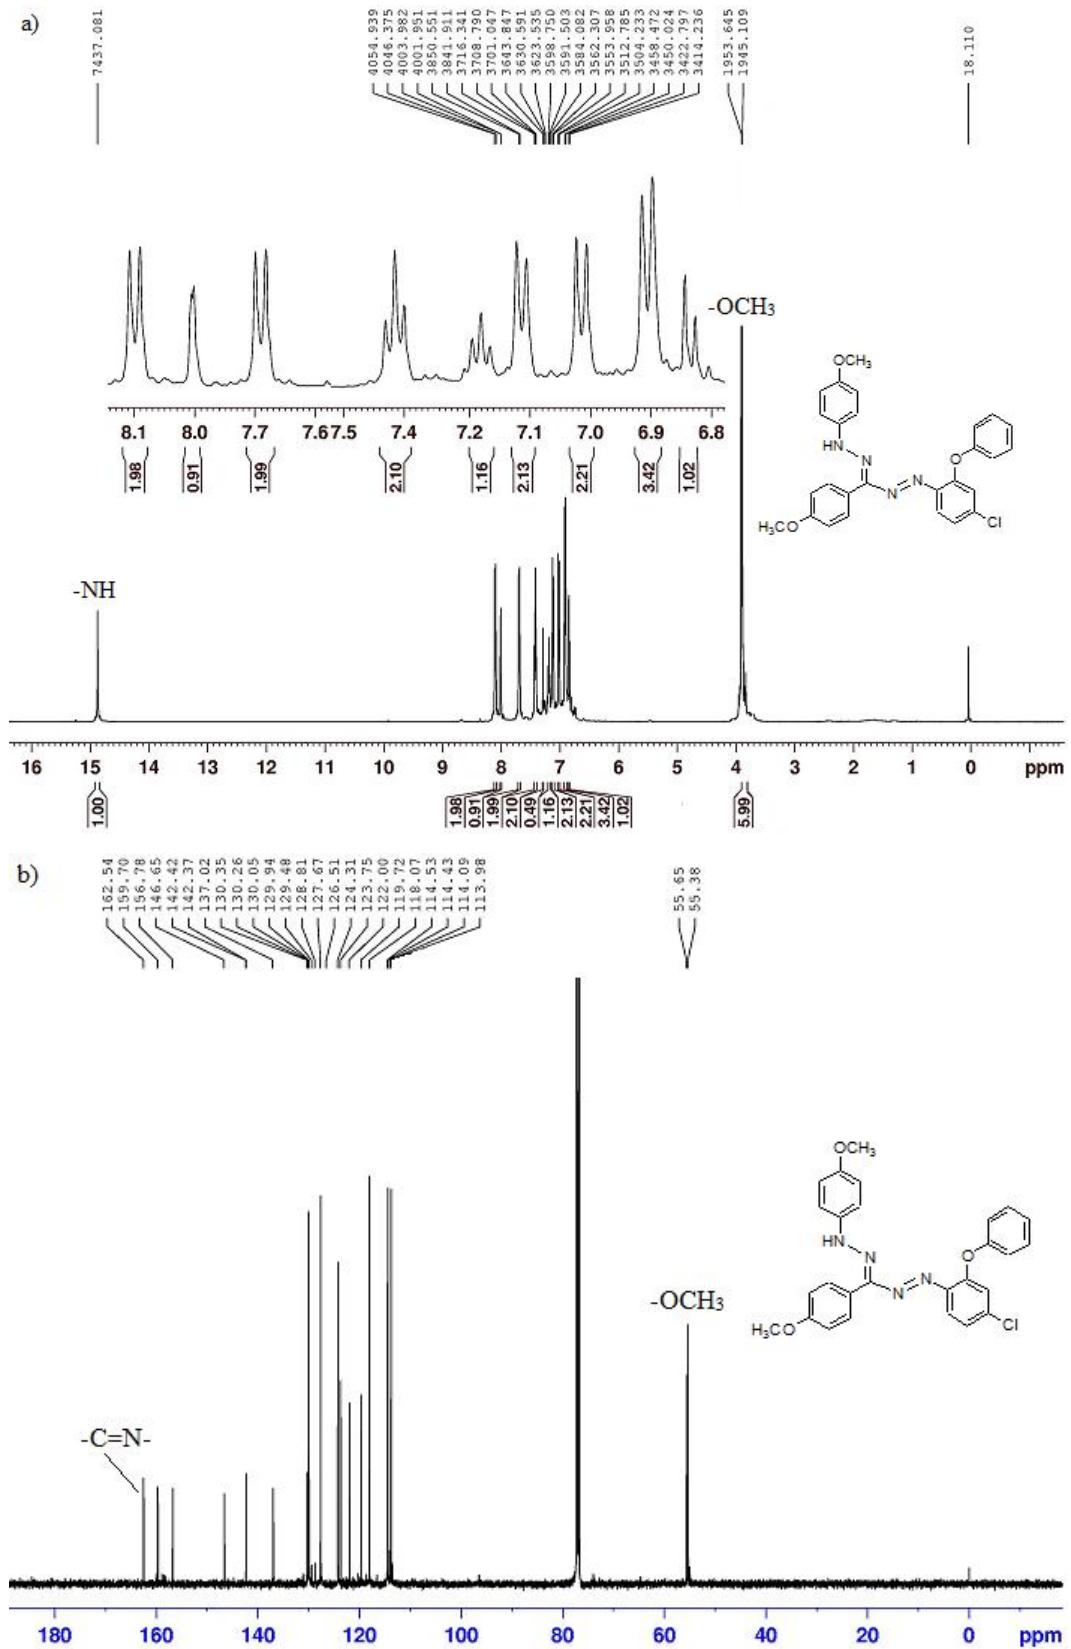 a)
7437.081
4054.939
4046.375
4003.982
4001.951
3850.551
3841.911
3716.341
3708.790
3701.047
3643.847
3630.591
3623.535
3598.750
3591.503
3584.082
3562.307
3553.958
3512.785
3504.233
3458.472
3450.024
3422.797
3414.236
1953.645
1945.109
18.110
-OCH3
OCH3
HN
N
O
N
N
H3CO
Cl
8.1 8.0 7.7 7.6 7.5 7.4 7.2 7.1 7.0 6.9 6.8
1.98 0.91 1.99 2.10 1.16 2.13 2.21 3.42 1.02
-NH
16 15 14 13 12 11 10 9 8 7 6 5 4 3 2 1 0 ppm
1.00 1.98 0.91 1.99 2.10 0.49 1.16 2.13 2.21 3.42 1.02 5.99
b)
162.54
159.70
156.78
146.65
142.42
142.37
137.02
130.35
130.26
130.05
129.94
129.48
128.81
127.67
126.51
124.31
123.75
122.00
119.72
118.07
114.53
114.43
114.09
113.98
55.65
55.38
OCH3
HN
N
O
N
N
H3CO
Cl
-OCH3
-C=N-
180 160 140 120 100 80 60 40 20 0 ppm